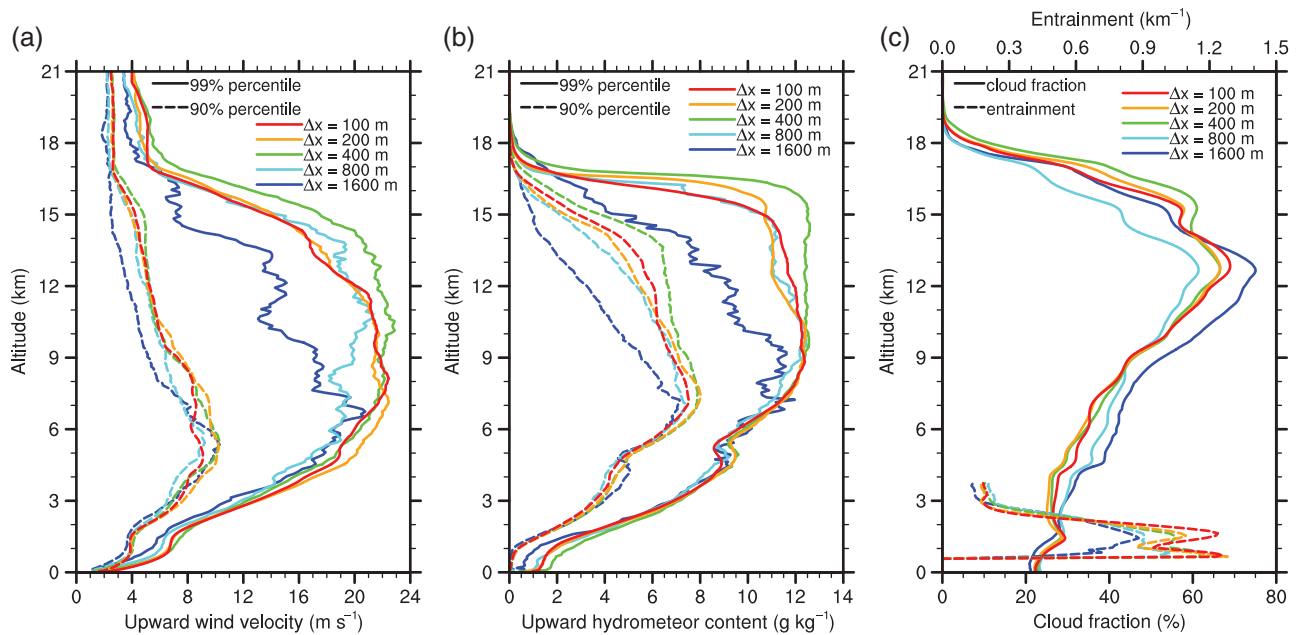 (a)
21
18
15
12
9
6
3
0
Altitude (km)
99% percentile
90% percentile
Δx = 100 m
Δx = 200 m
Δx = 400 m
Δx = 800 m
Δx = 1600 m
0 4 8 12 16 20 24
Upward wind velocity (m s⁻¹)
(b)
21
18
15
12
9
6
3
0
Altitude (km)
99% percentile
90% percentile
Δx = 100 m
Δx = 200 m
Δx = 400 m
Δx = 800 m
Δx = 1600 m
0 2 4 6 8 10 12 14
Upward hydrometeor content (g kg⁻¹)
(c)
Entrainment (km⁻¹)
0.0 0.2 0.4 0.6 0.9 1.1 1.3 1.5
21
18
15
12
9
6
3
0
Altitude (km)
cloud fraction
entrainment
Δx = 100 m
Δx = 200 m
Δx = 400 m
Δx = 800 m
Δx = 1600 m
0 20 40 60 80
Cloud fraction (%)